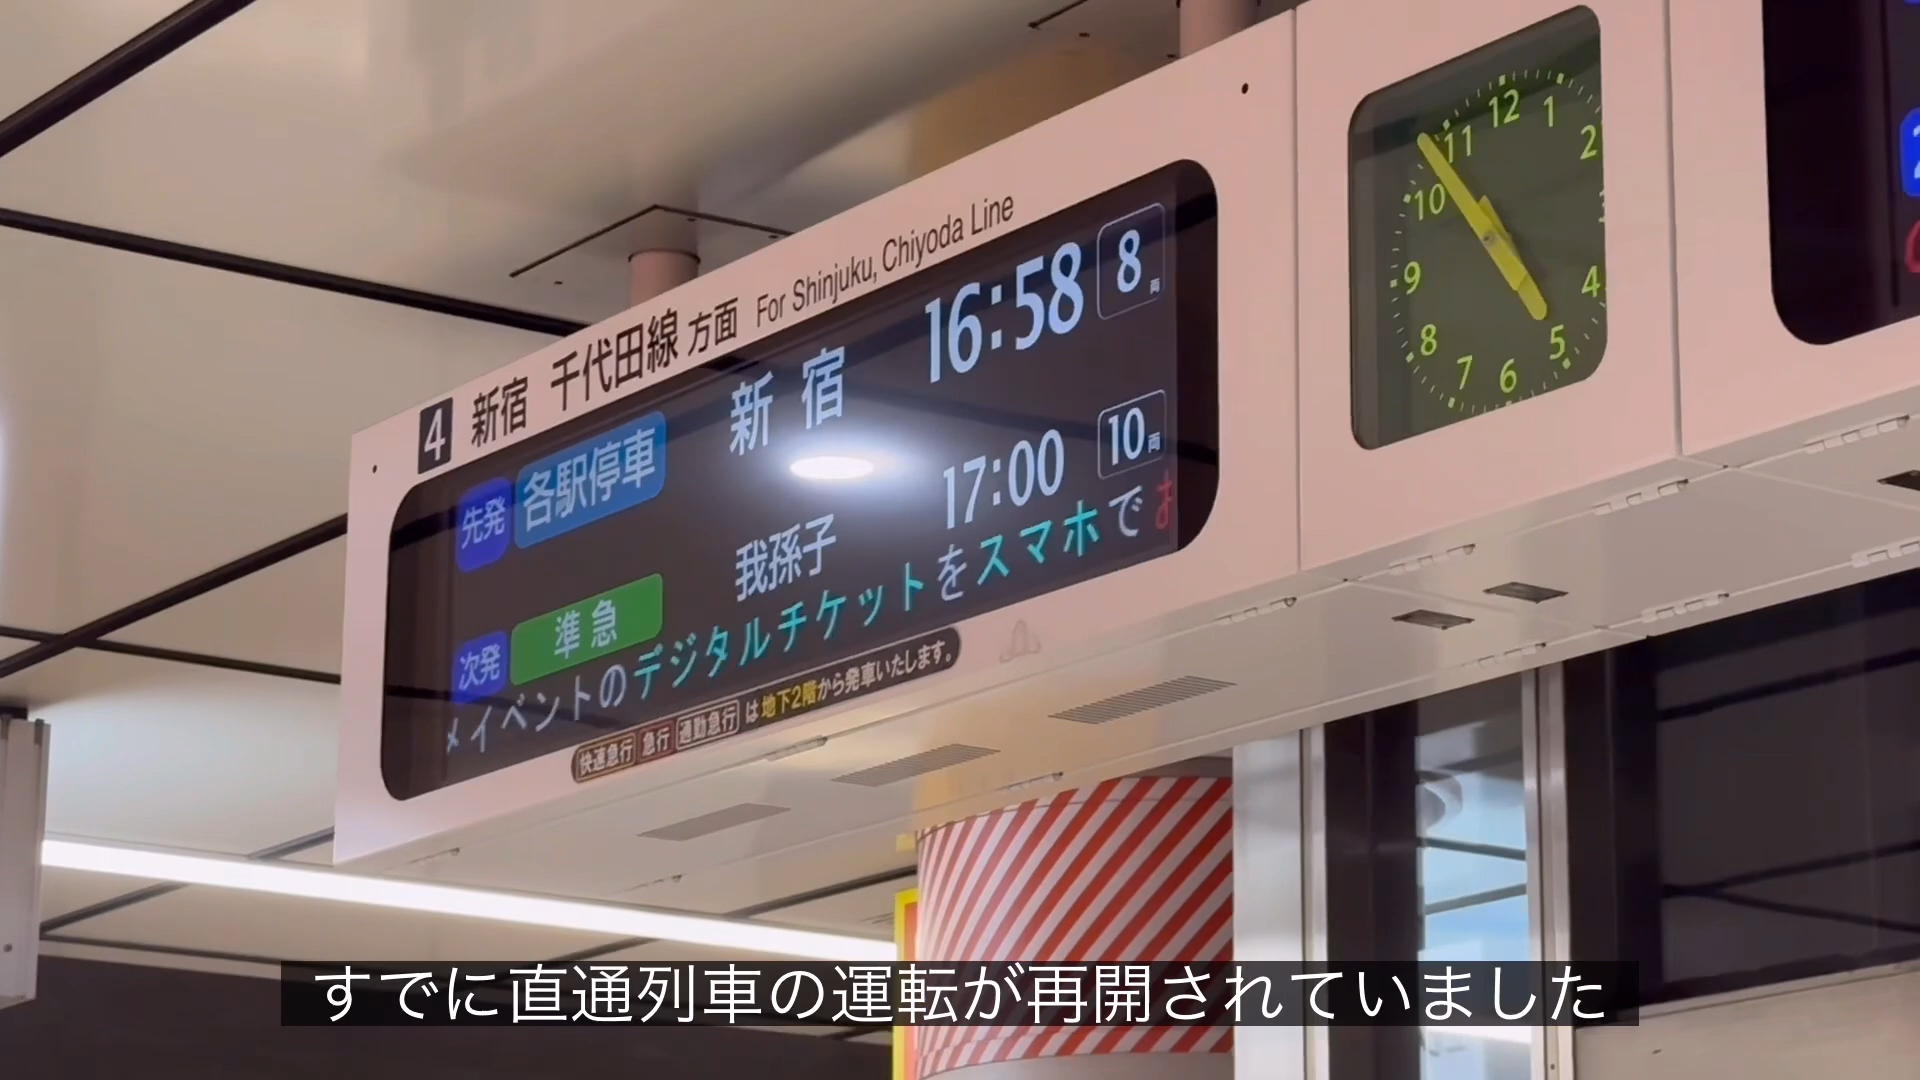 4 新宿 千代田線方面 For Shinjuku, Chiyoda Line
先発 各駅停車 新宿 16:58 8両
次発 準急 我孫子 17:00 10両
イベントのデジタルチケットをスマホで
快速急行 急行 通勤急行 は地下2階から発車いたします。
12
1
2
4
5
6
7
8
9
10
11
すでに直通列車の運転が再開されていました